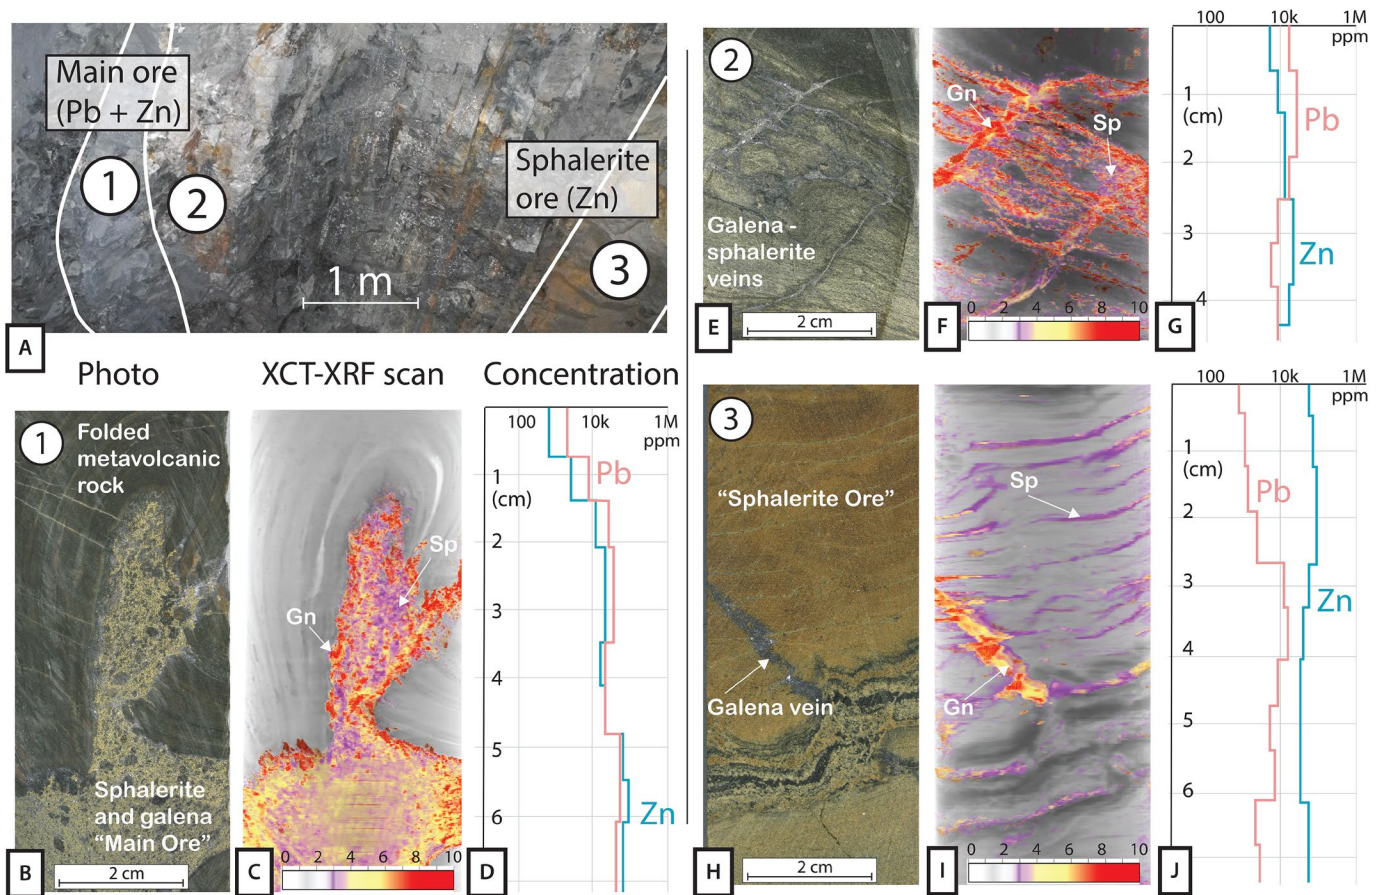 Main ore
(Pb + Zn)
1
2
Sphalerite
ore (Zn)
3
1 m
A
Photo
XCT-XRF scan
Concentration
1
Folded
metavolcanic
rock
Sphalerite
and galena
"Main Ore"
B
2 cm
Gn
Sp
C
0 2 4 6 8 10
100 10k 1M
ppm
1
(cm)
2
3
4
5
6
Pb
Zn
D
2
Galena -
sphalerite
veins
E
2 cm
Gn
Sp
F
0 2 4 6 8 10
100 10k 1M
ppm
1
(cm)
2
3
4
Pb
Zn
G
3
"Sphalerite Ore"
Galena vein
H
2 cm
Sp
Gn
I
0 2 4 6 8 10
100 10k 1M
ppm
1
(cm)
2
3
4
5
6
Pb
Zn
J